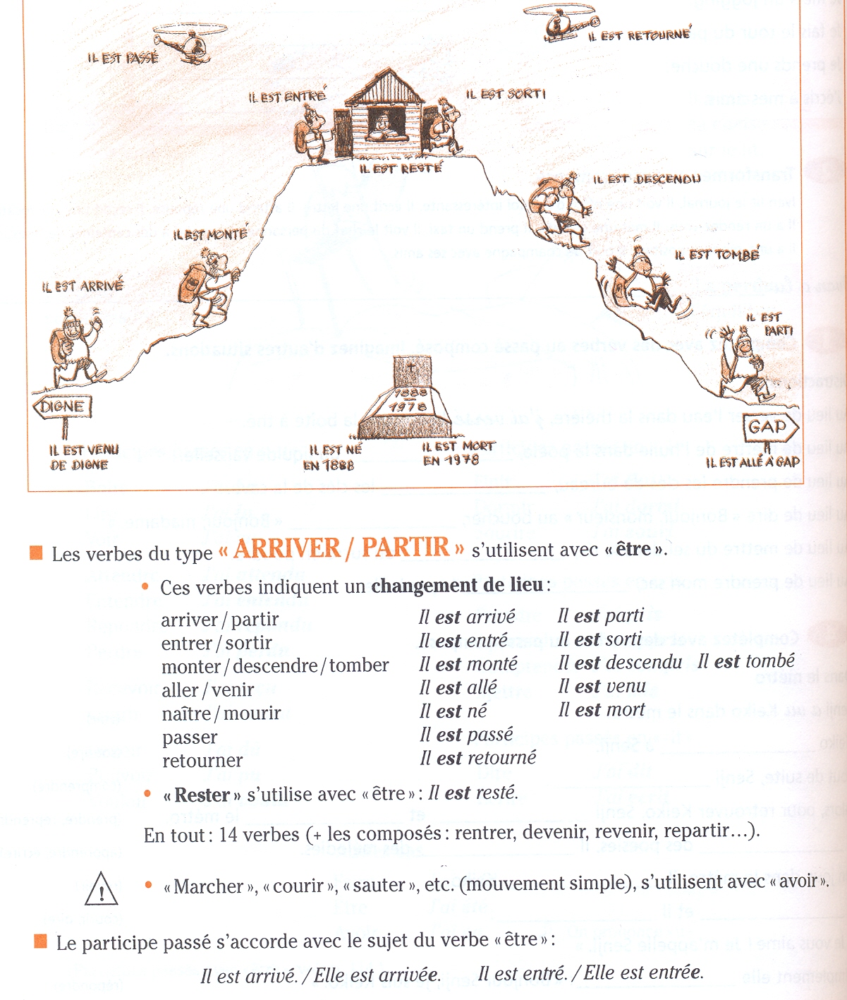 IL EST PASSÉ
IL EST RETOURNÉ
IL EST ENTRÉ
IL EST SORTI
IL EST RESTÉ
IL EST DESCENDU
IL EST MONTÉ
IL EST TOMBÉ
IL EST ARRIVÉ
IL EST
PARTI
1888
1978
DIGNE
GAP
IL EST VENU
DE DIGNE
IL EST NÉ
EN 1888
IL EST MORT
EN 1978
IL EST ALLÉ À GAP
Les verbes du type « ARRIVER / PARTIR » s'utilisent avec « être ».
• Ces verbes indiquent un changement de lieu :
arriver / partir Il est arrivé Il est parti
entrer / sortir Il est entré Il est sorti
monter / descendre / tomber Il est monté Il est descendu Il est tombé
aller / venir Il est allé Il est venu
naître / mourir Il est né Il est mort
passer Il est passé
retourner Il est retourné
• « Rester » s'utilise avec « être » : Il est resté.
En tout : 14 verbes (+ les composés : rentrer, devenir, revenir, repartir…).
! • « Marcher », « courir », « sauter », etc. (mouvement simple), s'utilisent avec « avoir ».
Le participe passé s'accorde avec le sujet du verbe « être » :
Il est arrivé. / Elle est arrivée. Il est entré. / Elle est entrée.